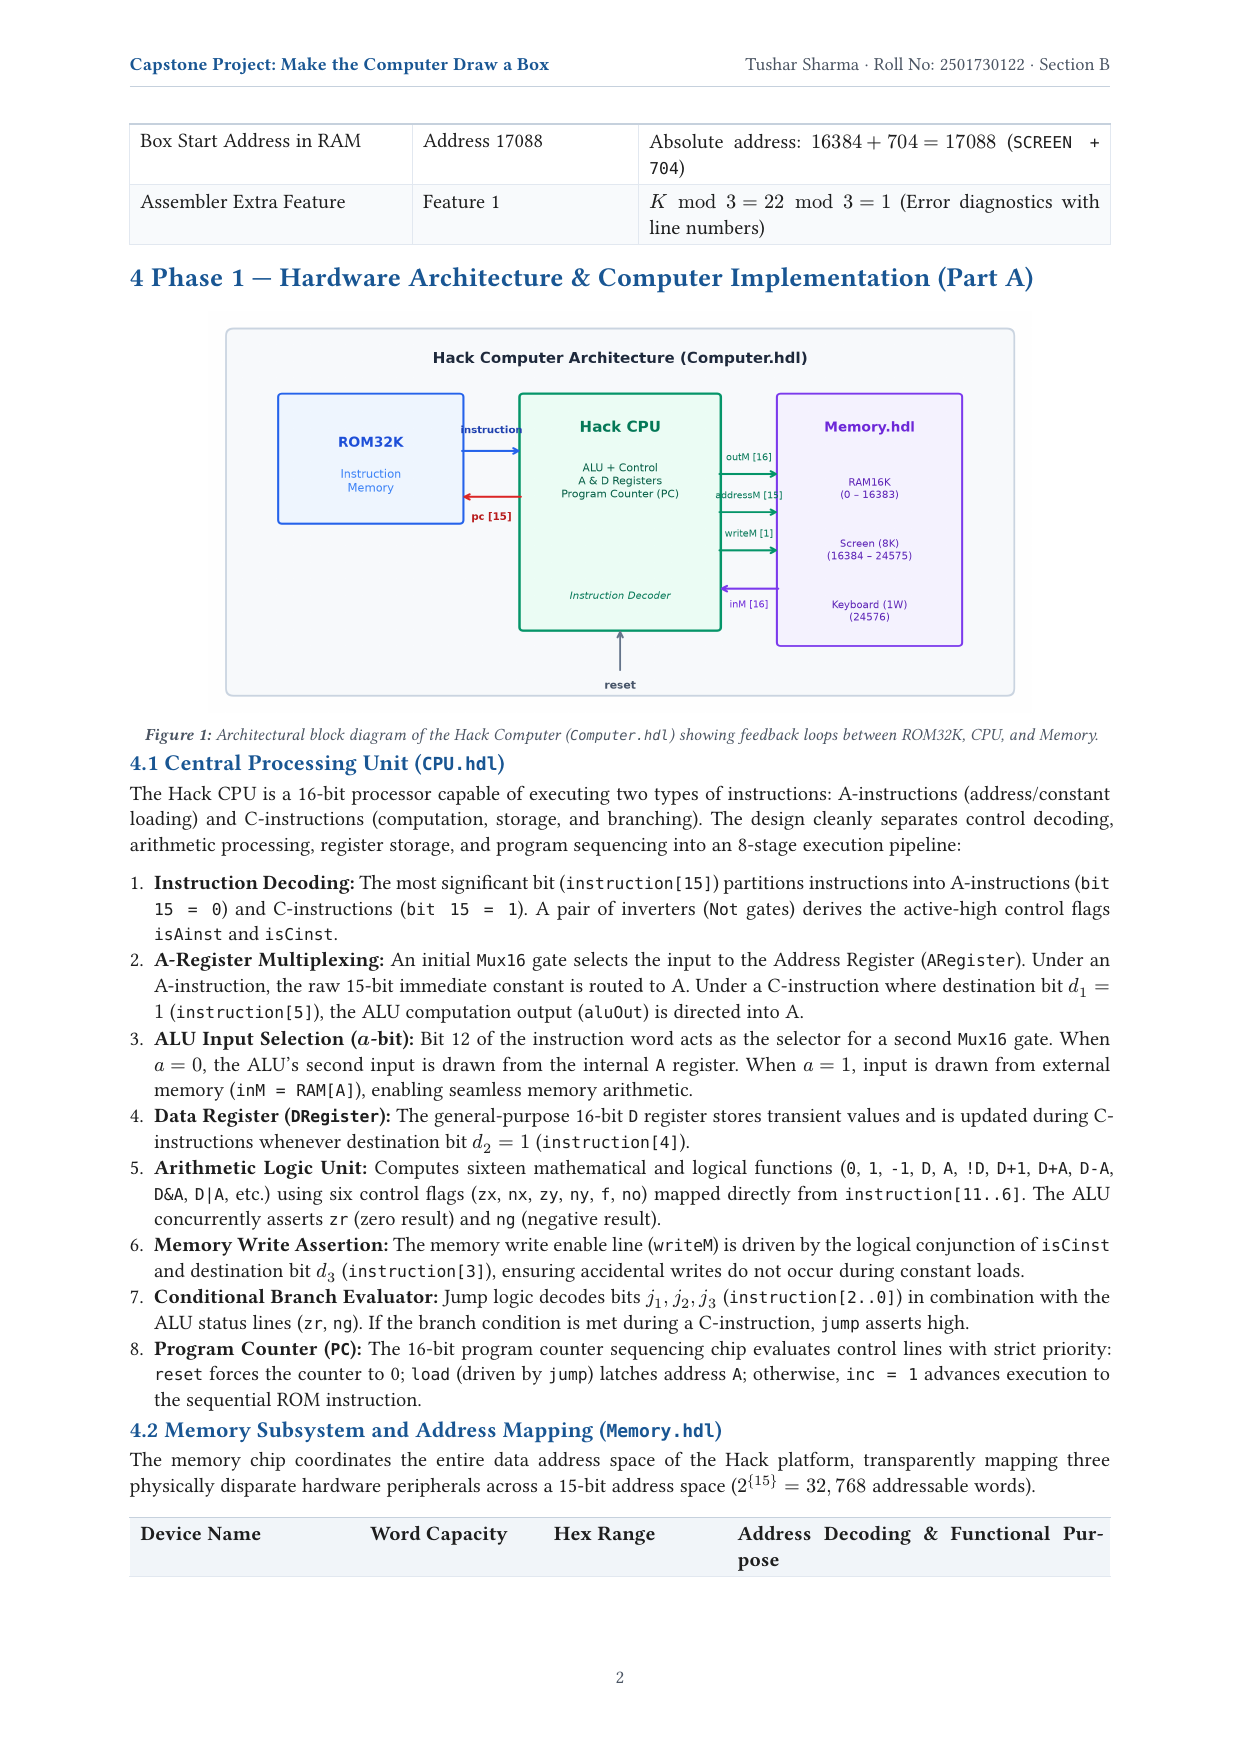 Capstone Project: Make the Computer Draw a Box
Tushar Sharma · Roll No: 2501730122 · Section B
Box Start Address in RAM
Address 17088
Absolute address: 16384 + 704 = 17088 (SCREEN +
704)
Assembler Extra Feature
Feature 1
K mod 3 = 22 mod 3 = 1 (Error diagnostics with
line numbers)
4 Phase 1 — Hardware Architecture & Computer Implementation (Part A)
Hack Computer Architecture (Computer.hdl)
ROM32K
Instruction
Memory
instruction
pc [15]
Hack CPU
ALU + Control
A & D Registers
Program Counter (PC)
Instruction Decoder
reset
outM [16]
addressM [15]
writeM [1]
inM [16]
Memory.hdl
RAM16K
(0 – 16383)
Screen (8K)
(16384 – 24575)
Keyboard (1W)
(24576)
Figure 1: Architectural block diagram of the Hack Computer (Computer.hdl) showing feedback loops between ROM32K, CPU, and Memory.
4.1 Central Processing Unit (CPU.hdl)
The Hack CPU is a 16-bit processor capable of executing two types of instructions: A-instructions (address/constant
loading) and C-instructions (computation, storage, and branching). The design cleanly separates control decoding,
arithmetic processing, register storage, and program sequencing into an 8-stage execution pipeline:
1. Instruction Decoding: The most significant bit (instruction[15]) partitions instructions into A-instructions (bit
15 = 0) and C-instructions (bit 15 = 1). A pair of inverters (Not gates) derives the active-high control flags
isAinst and isCinst.
2. A-Register Multiplexing: An initial Mux16 gate selects the input to the Address Register (ARegister). Under an
A-instruction, the raw 15-bit immediate constant is routed to A. Under a C-instruction where destination bit d₁ =
1 (instruction[5]), the ALU computation output (aluOut) is directed into A.
3. ALU Input Selection (a-bit): Bit 12 of the instruction word acts as the selector for a second Mux16 gate. When
a = 0, the ALU's second input is drawn from the internal A register. When a = 1, input is drawn from external
memory (inM = RAM[A]), enabling seamless memory arithmetic.
4. Data Register (DRegister): The general-purpose 16-bit D register stores transient values and is updated during C-
instructions whenever destination bit d₂ = 1 (instruction[4]).
5. Arithmetic Logic Unit: Computes sixteen mathematical and logical functions (0, 1, -1, D, A, !D, D+1, D+A, D-A,
D&A, D|A, etc.) using six control flags (zx, nx, zy, ny, f, no) mapped directly from instruction[11..6]. The ALU
concurrently asserts zr (zero result) and ng (negative result).
6. Memory Write Assertion: The memory write enable line (writeM) is driven by the logical conjunction of isCinst
and destination bit d₃ (instruction[3]), ensuring accidental writes do not occur during constant loads.
7. Conditional Branch Evaluator: Jump logic decodes bits j₁, j₂, j₃ (instruction[2..0]) in combination with the
ALU status lines (zr, ng). If the branch condition is met during a C-instruction, jump asserts high.
8. Program Counter (PC): The 16-bit program counter sequencing chip evaluates control lines with strict priority:
reset forces the counter to 0; load (driven by jump) latches address A; otherwise, inc = 1 advances execution to
the sequential ROM instruction.
4.2 Memory Subsystem and Address Mapping (Memory.hdl)
The memory chip coordinates the entire data address space of the Hack platform, transparently mapping three
physically disparate hardware peripherals across a 15-bit address space (2^{15} = 32,768 addressable words).
Device Name
Word Capacity
Hex Range
Address Decoding & Functional Pur-
pose
2